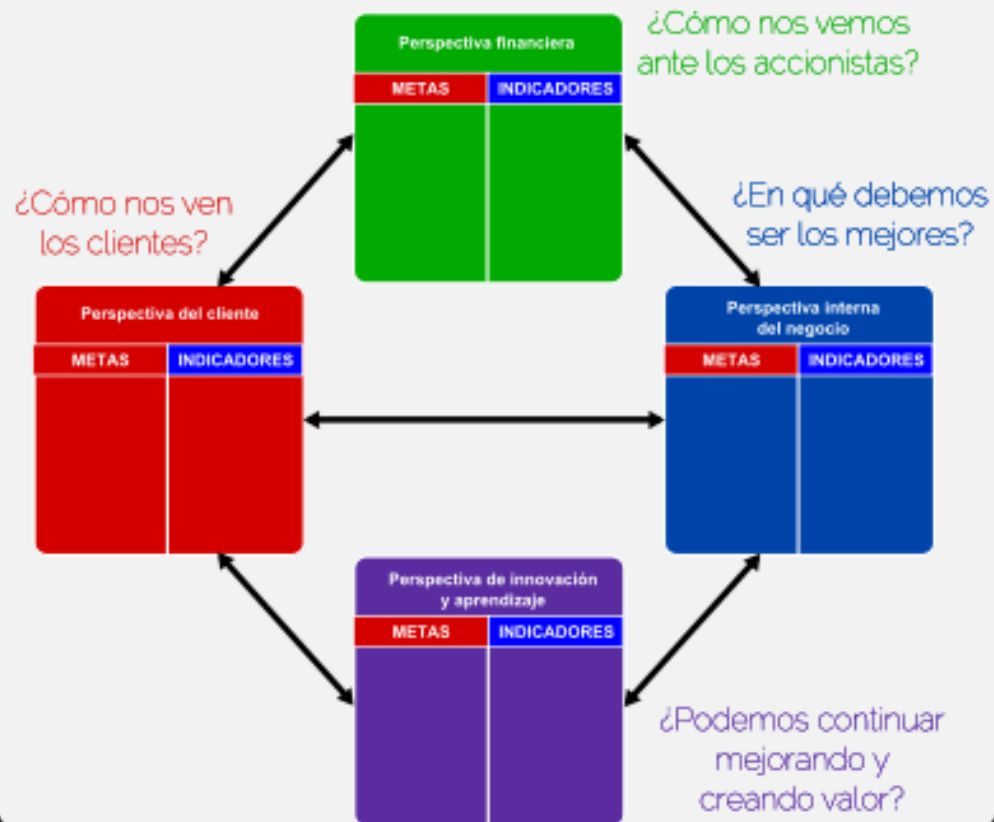 Perspectiva financiera
METAS INDICADORES
¿Cómo nos vemos
ante los accionistas?
¿Cómo nos ven
los clientes?
¿En qué debemos
ser los mejores?
Perspectiva del cliente
METAS INDICADORES
Perspectiva interna
del negocio
METAS INDICADORES
Perspectiva de innovación
y aprendizaje
METAS INDICADORES
¿Podemos continuar
mejorando y
creando valor?